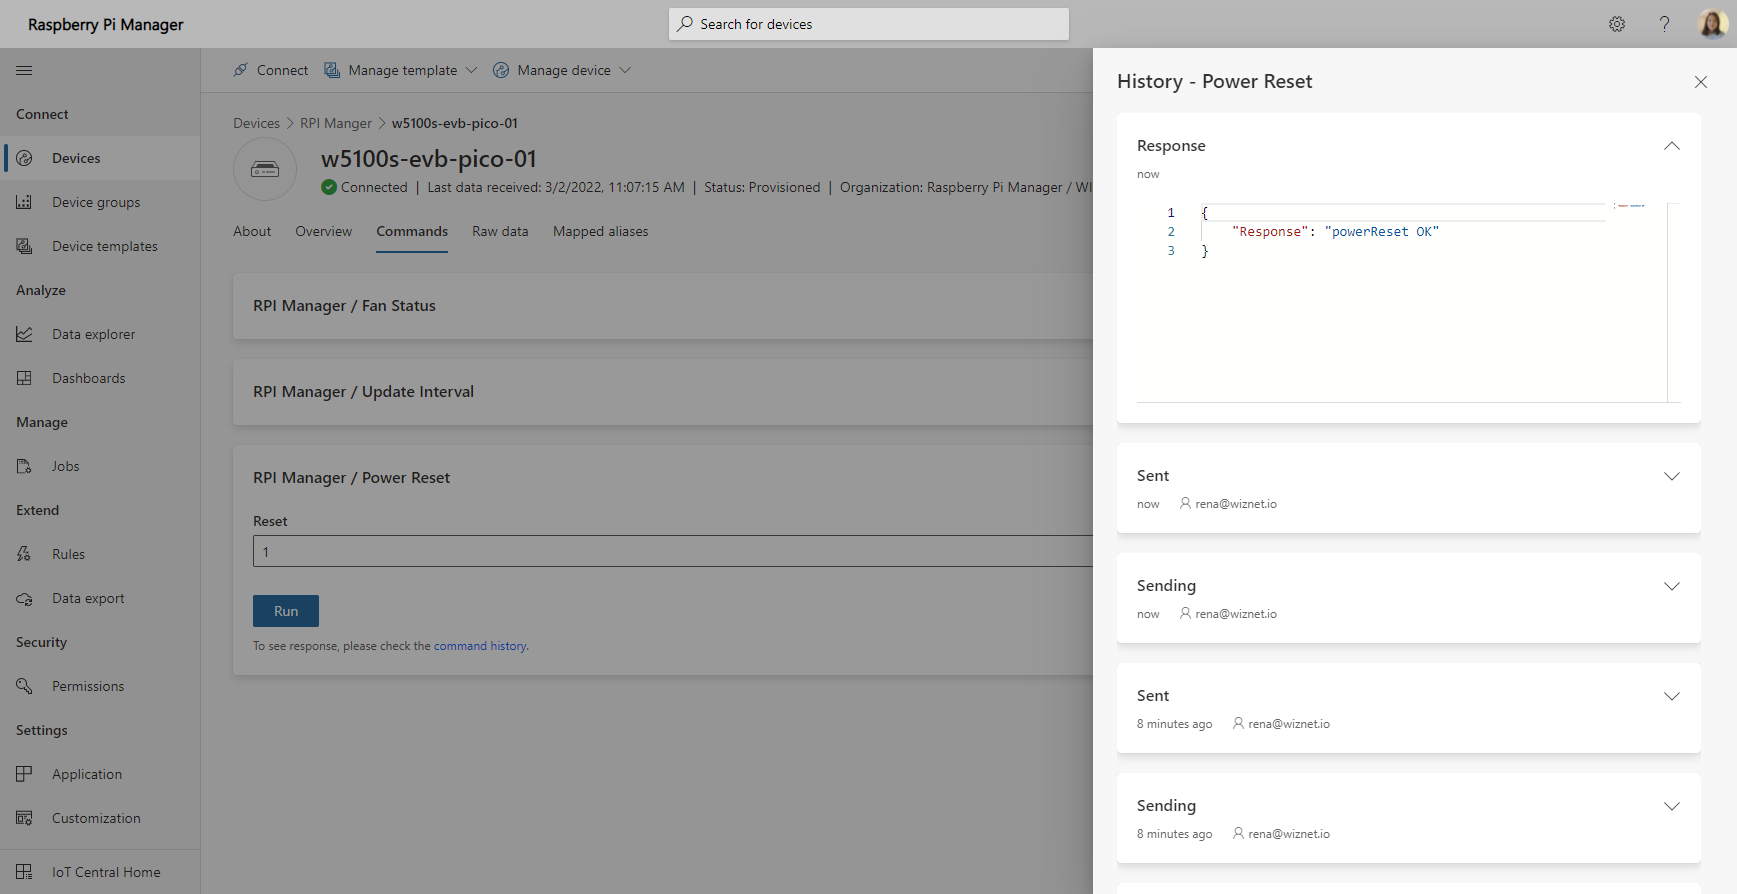 Raspberry Pi Manager
Search for devices
?
Connect
Devices
Device groups
Device templates
Analyze
Data explorer
Dashboards
Manage
Jobs
Extend
Rules
Data export
Security
Permissions
Settings
Application
Customization
IoT Central Home
Connect
Manage template
Manage device
Devices > RPI Manger > w5100s-evb-pico-01
w5100s-evb-pico-01
Connected | Last data received: 3/2/2022, 11:07:15 AM | Status: Provisioned | Organization: Raspberry Pi Manager / WI
About Overview Commands Raw data Mapped aliases
RPI Manager / Fan Status
RPI Manager / Update Interval
RPI Manager / Power Reset
Reset
1
Run
To see response, please check the command history.
History - Power Reset
Response
now
1 {
2 "Response": "powerReset OK"
3 }
Sent
now rena@wiznet.io
Sending
now rena@wiznet.io
Sent
8 minutes ago rena@wiznet.io
Sending
8 minutes ago rena@wiznet.io